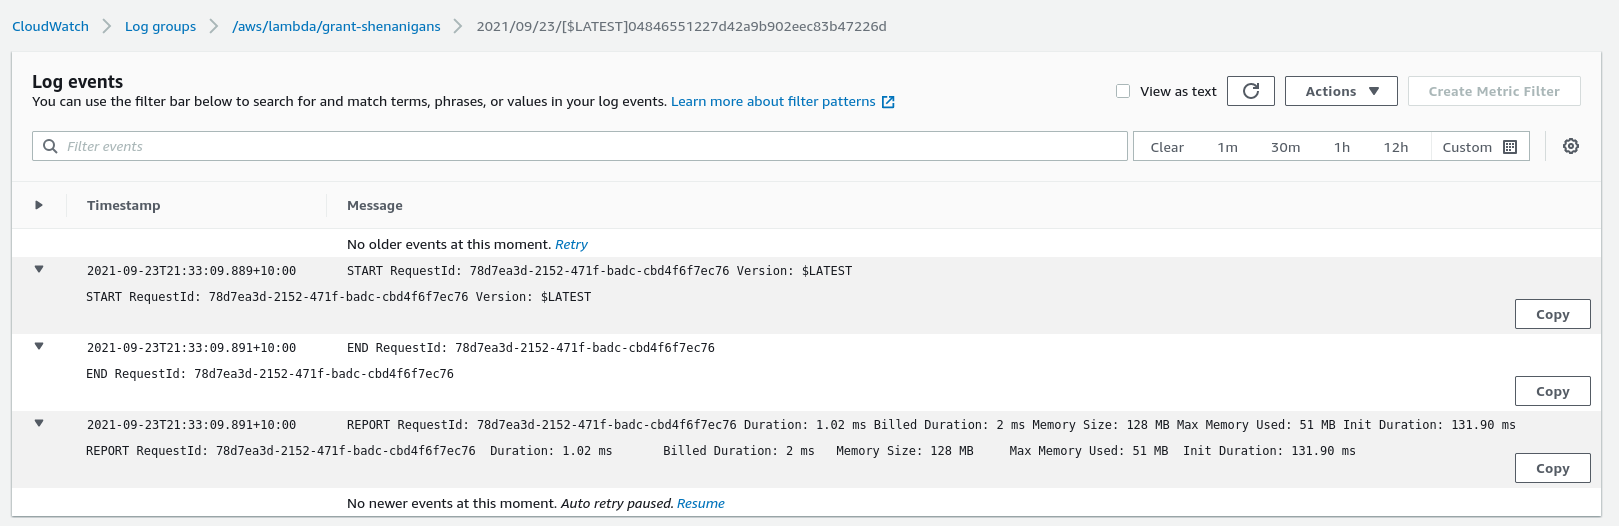 CloudWatch > Log groups > /aws/lambda/grant-shenanigans > 2021/09/23/[$LATEST]04846551227d42a9b902eec83b47226d
Log events
You can use the filter bar below to search for and match terms, phrases, or values in your log events. Learn more about filter patterns
View as text
Actions
Create Metric Filter
Filter events
Clear 1m 30m 1h 12h Custom
Timestamp Message
No older events at this moment. Retry
2021-09-23T21:33:09.889+10:00 START RequestId: 78d7ea3d-2152-471f-badc-cbd4f6f7ec76 Version: $LATEST
START RequestId: 78d7ea3d-2152-471f-badc-cbd4f6f7ec76 Version: $LATEST
Copy
2021-09-23T21:33:09.891+10:00 END RequestId: 78d7ea3d-2152-471f-badc-cbd4f6f7ec76
END RequestId: 78d7ea3d-2152-471f-badc-cbd4f6f7ec76
Copy
2021-09-23T21:33:09.891+10:00 REPORT RequestId: 78d7ea3d-2152-471f-badc-cbd4f6f7ec76 Duration: 1.02 ms Billed Duration: 2 ms Memory Size: 128 MB Max Memory Used: 51 MB Init Duration: 131.90 ms
REPORT RequestId: 78d7ea3d-2152-471f-badc-cbd4f6f7ec76 Duration: 1.02 ms Billed Duration: 2 ms Memory Size: 128 MB Max Memory Used: 51 MB Init Duration: 131.90 ms
Copy
No newer events at this moment. Auto retry paused. Resume